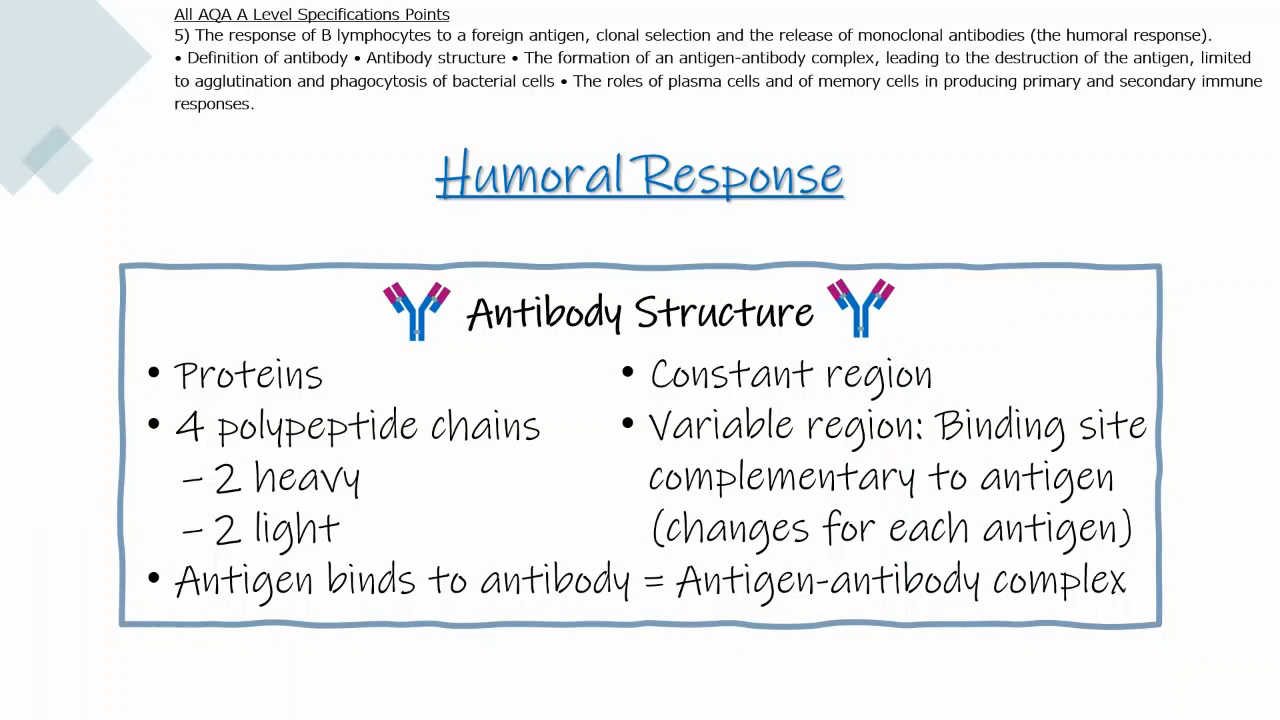 All AQA A Level Specifications Points
5) The response of B lymphocytes to a foreign antigen, clonal selection and the release of monoclonal antibodies (the humoral response).
• Definition of antibody • Antibody structure • The formation of an antigen-antibody complex, leading to the destruction of the antigen, limited
to agglutination and phagocytosis of bacterial cells • The roles of plasma cells and of memory cells in producing primary and secondary immune
responses.
Humoral Response
Antibody Structure
• Proteins
• 4 polypeptide chains
– 2 heavy
– 2 light
• Constant region
• Variable region: Binding site
complementary to antigen
(changes for each antigen)
• Antigen binds to antibody = Antigen-antibody complex